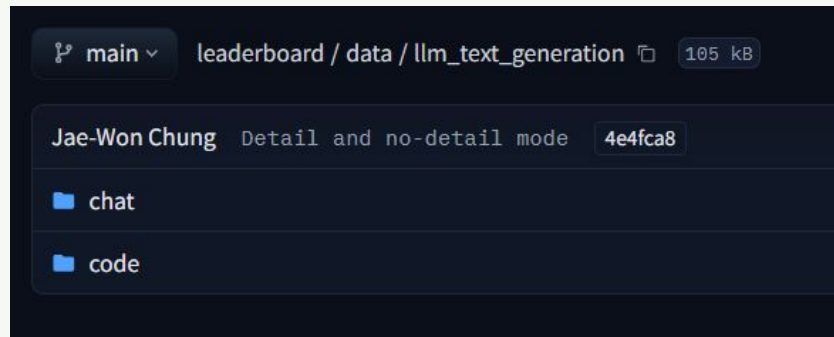 main leaderboard / data / llm_text_generation 105 kB
Jae-Won Chung Detail and no-detail mode 4e4fca8
chat
code